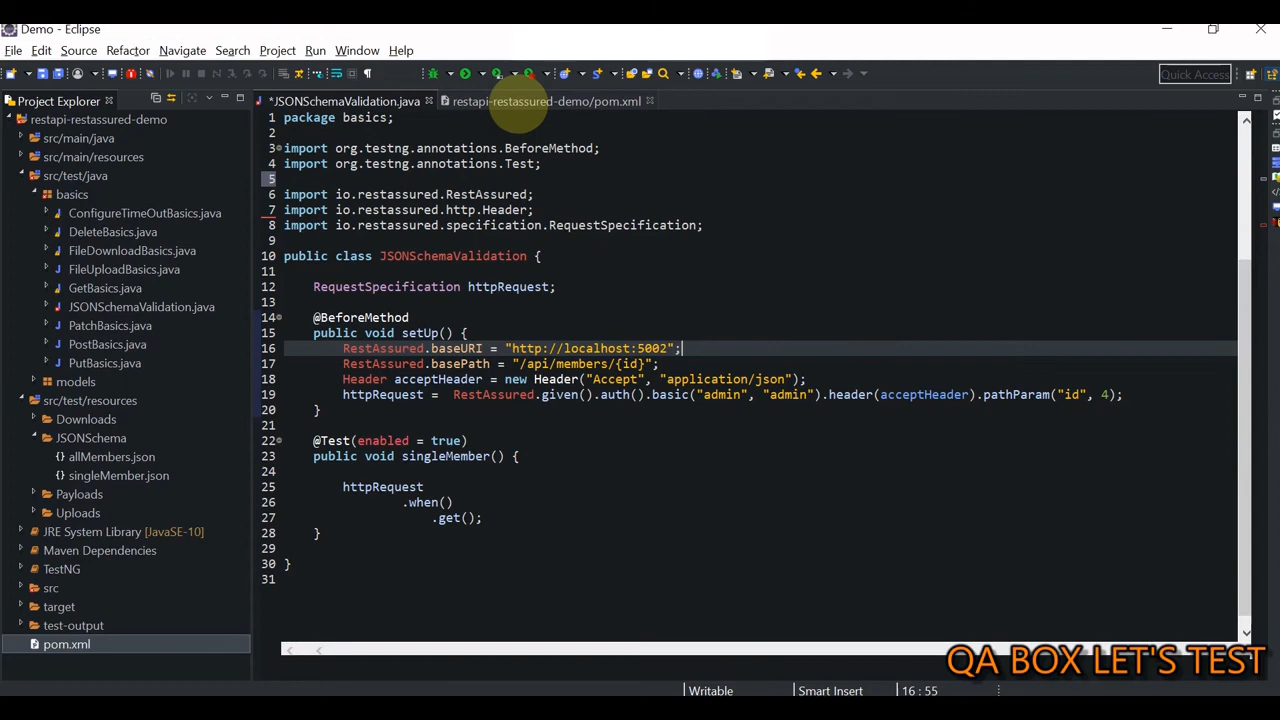 Demo - Eclipse
File Edit Source Refactor Navigate Search Project Run Window Help
Quick Access
Project Explorer
*JSONSchemaValidation.java restapi-restassured-demo/pom.xml
restapi-restassured-demo
src/main/java
src/main/resources
src/test/java
basics
ConfigureTimeOutBasics.java
DeleteBasics.java
FileDownloadBasics.java
FileUploadBasics.java
GetBasics.java
JSONSchemaValidation.java
PatchBasics.java
PostBasics.java
PutBasics.java
models
src/test/resources
Downloads
JSONSchema
allMembers.json
singleMember.json
Payloads
Uploads
JRE System Library [JavaSE-10]
Maven Dependencies
TestNG
src
target
test-output
pom.xml
1 package basics;
2
3 import org.testng.annotations.BeforeMethod;
4 import org.testng.annotations.Test;
5
6 import io.restassured.RestAssured;
7 import io.restassured.http.Header;
8 import io.restassured.specification.RequestSpecification;
9
10 public class JSONSchemaValidation {
11
12 RequestSpecification httpRequest;
13
14 @BeforeMethod
15 public void setUp() {
16 RestAssured.baseURI = "http://localhost:5002";
17 RestAssured.basePath = "/api/members/{id}";
18 Header acceptHeader = new Header("Accept", "application/json");
19 httpRequest = RestAssured.given().auth().basic("admin", "admin").header(acceptHeader).pathParam("id", 4);
20 }
21
22 @Test(enabled = true)
23 public void singleMember() {
24
25 httpRequest
26 .when()
27 .get();
28 }
29
30 }
31
QA BOX LET'S TEST
Writable Smart Insert 16 : 55